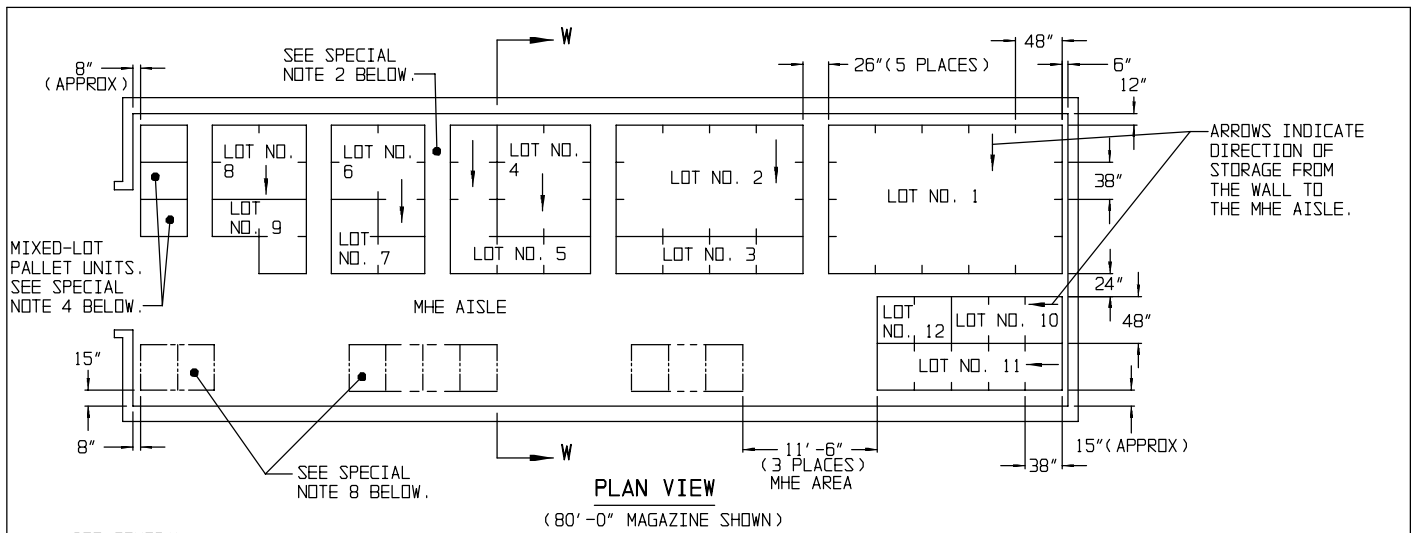 8"
(APPROX)
SEE SPECIAL
NOTE 2 BELOW.
W
26"(5 PLACES)
48"
6"
12"
ARROWS INDICATE
DIRECTION OF
STORAGE FROM
THE WALL TO
THE MHE AISLE.
LOT NO.
8
LOT
NO. 9
LOT NO.
6
LOT
NO. 7
LOT NO.
4
LOT NO. 5
LOT NO. 2
LOT NO. 3
LOT NO. 1
38"
24"
MIXED-LOT
PALLET UNITS.
SEE SPECIAL
NOTE 4 BELOW.
MHE AISLE
LOT
NO. 12
LOT NO. 10
LOT NO. 11
48"
15"
8"
SEE SPECIAL
NOTE 8 BELOW.
W
11'-6"
(3 PLACES)
MHE AREA
38"
15"(APPROX)
PLAN VIEW
(80'-0" MAGAZINE SHOWN)